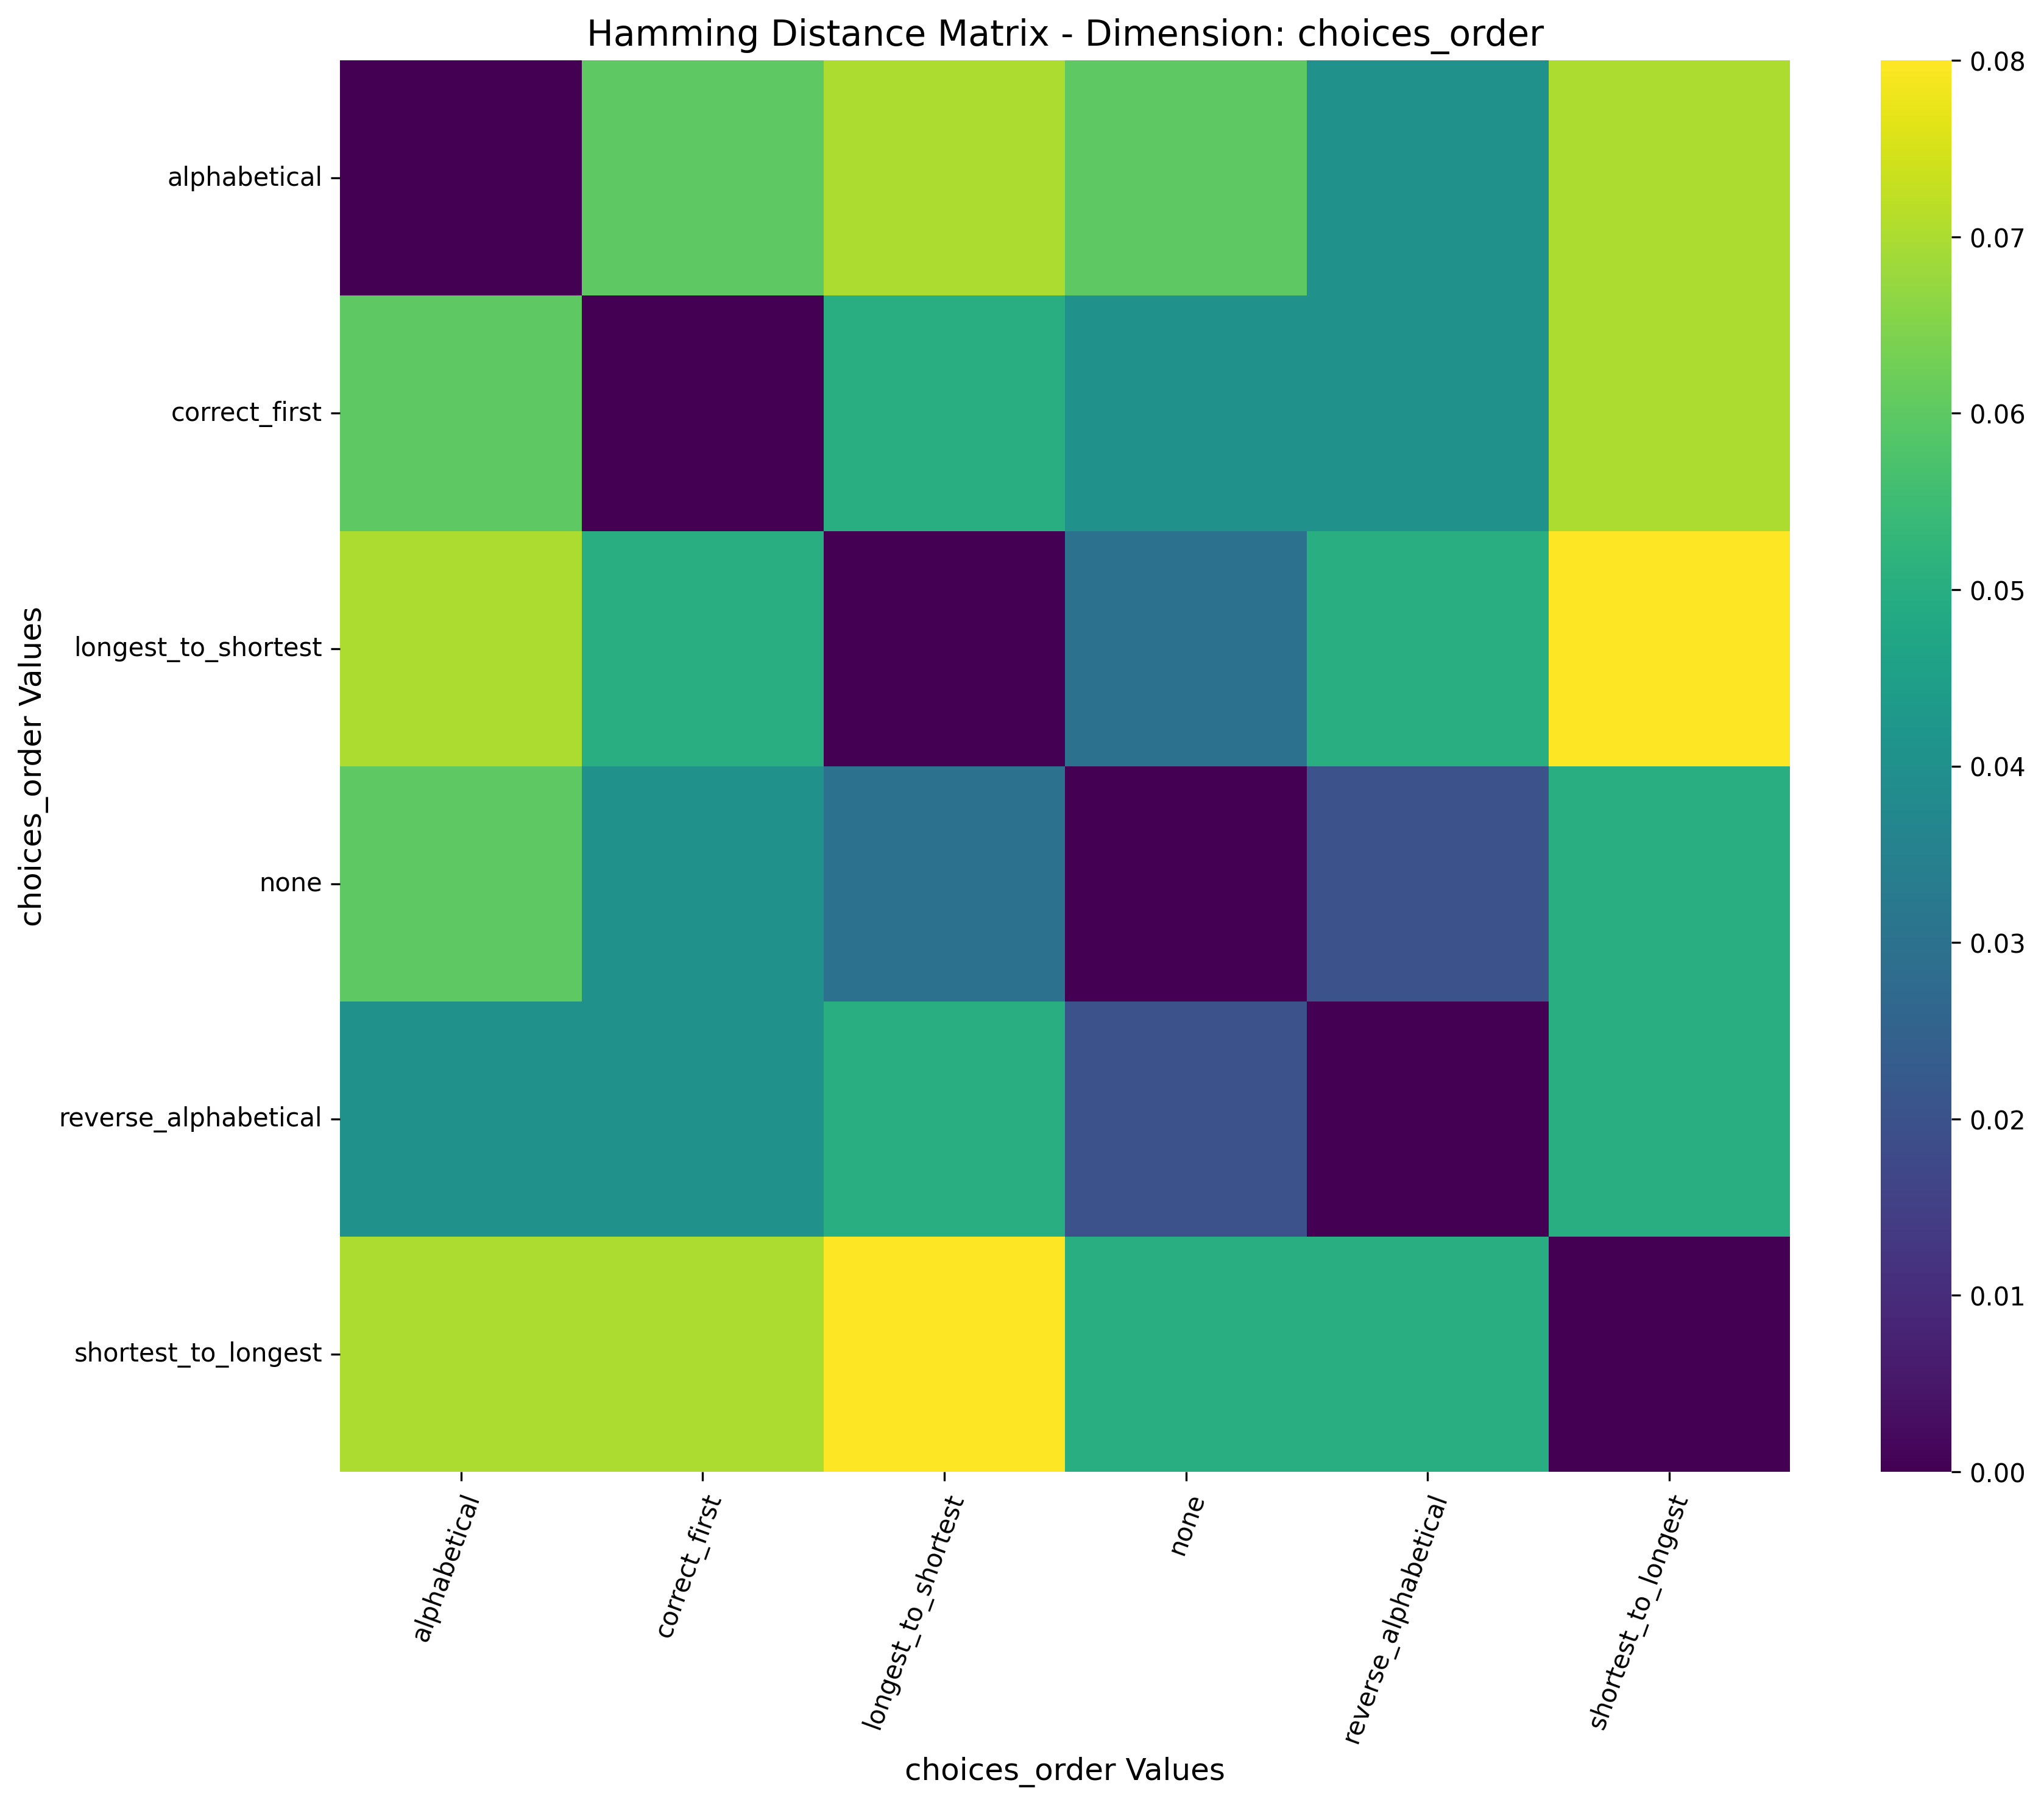 Hamming Distance Matrix - Dimension: choices_order
choices_order Values
alphabetical
correct_first
longest_to_shortest
none
reverse_alphabetical
shortest_to_longest
0.08
0.07
0.06
0.05
0.04
0.03
0.02
0.01
0.00
alphabetical
correct_first
longest_to_shortest
none
reverse_alphabetical
shortest_to_longest
choices_order Values